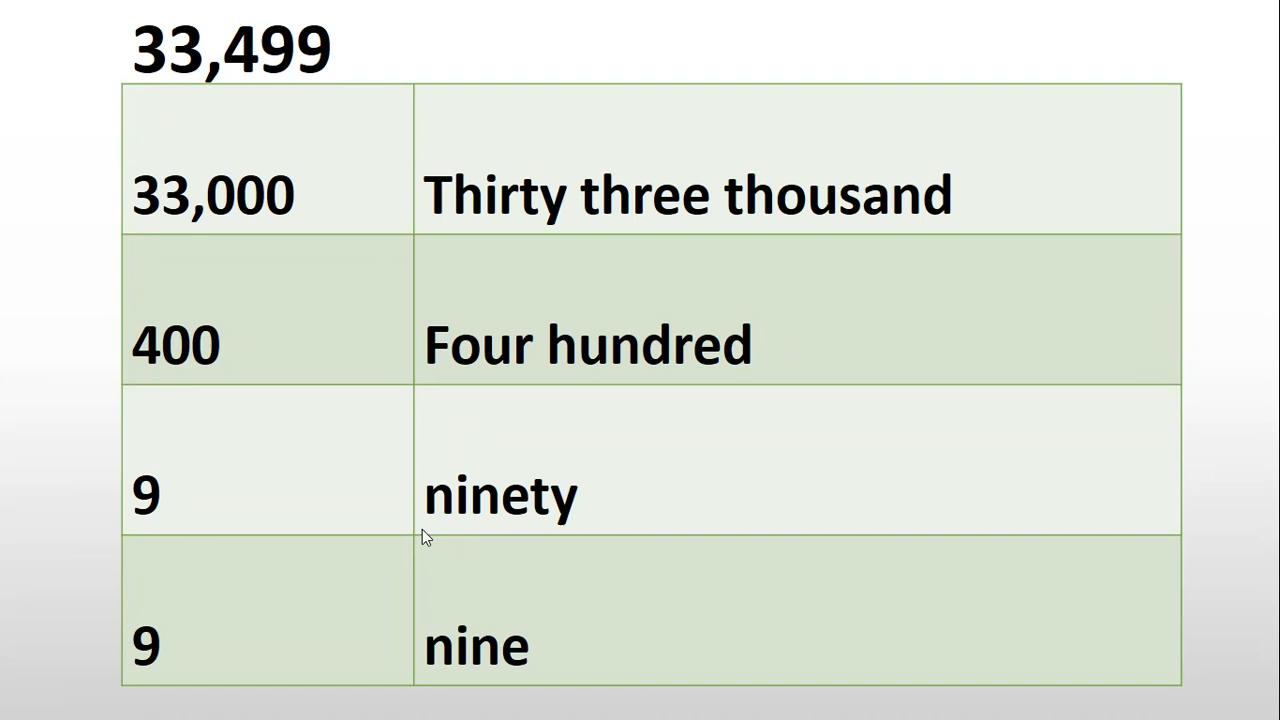 33,499
33,000 Thirty three thousand
400 Four hundred
9 ninety
9 nine